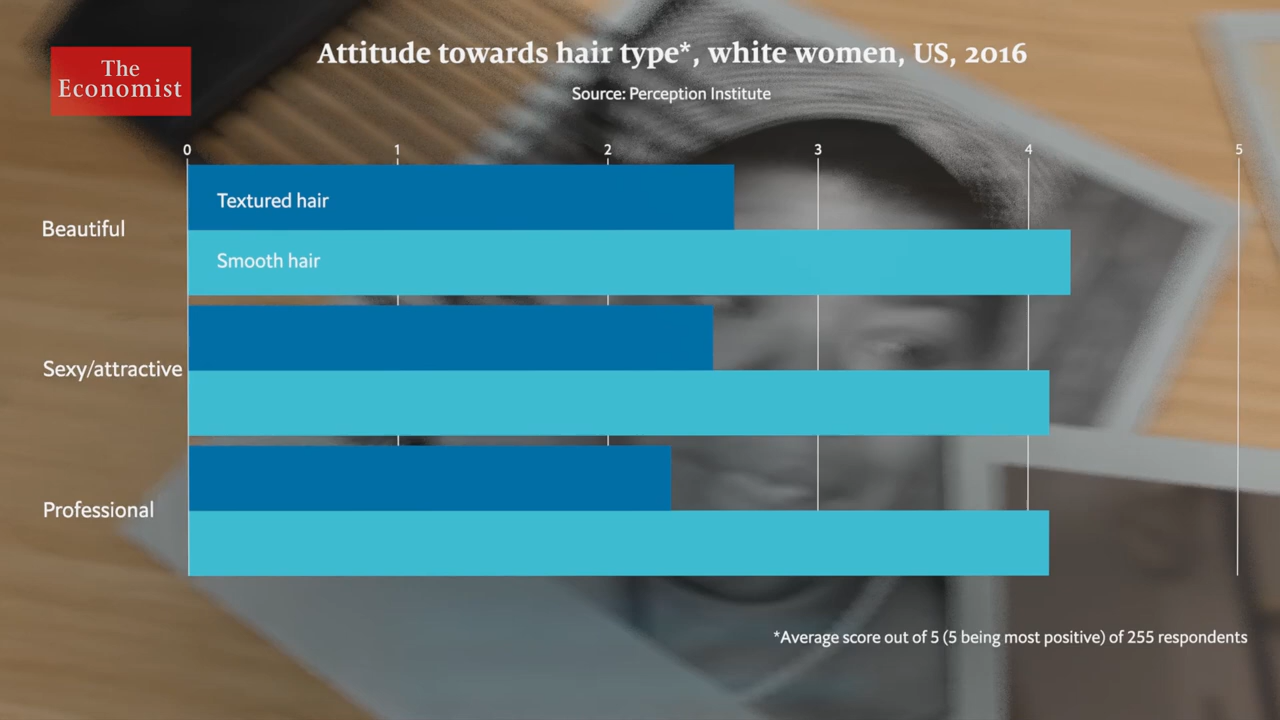 The
Economist
Attitude towards hair type*, white women, US, 2016
Source: Perception Institute
0 1 2 3 4 5
Beautiful
Textured hair
Smooth hair
Sexy/attractive
Professional
*Average score out of 5 (5 being most positive) of 255 respondents